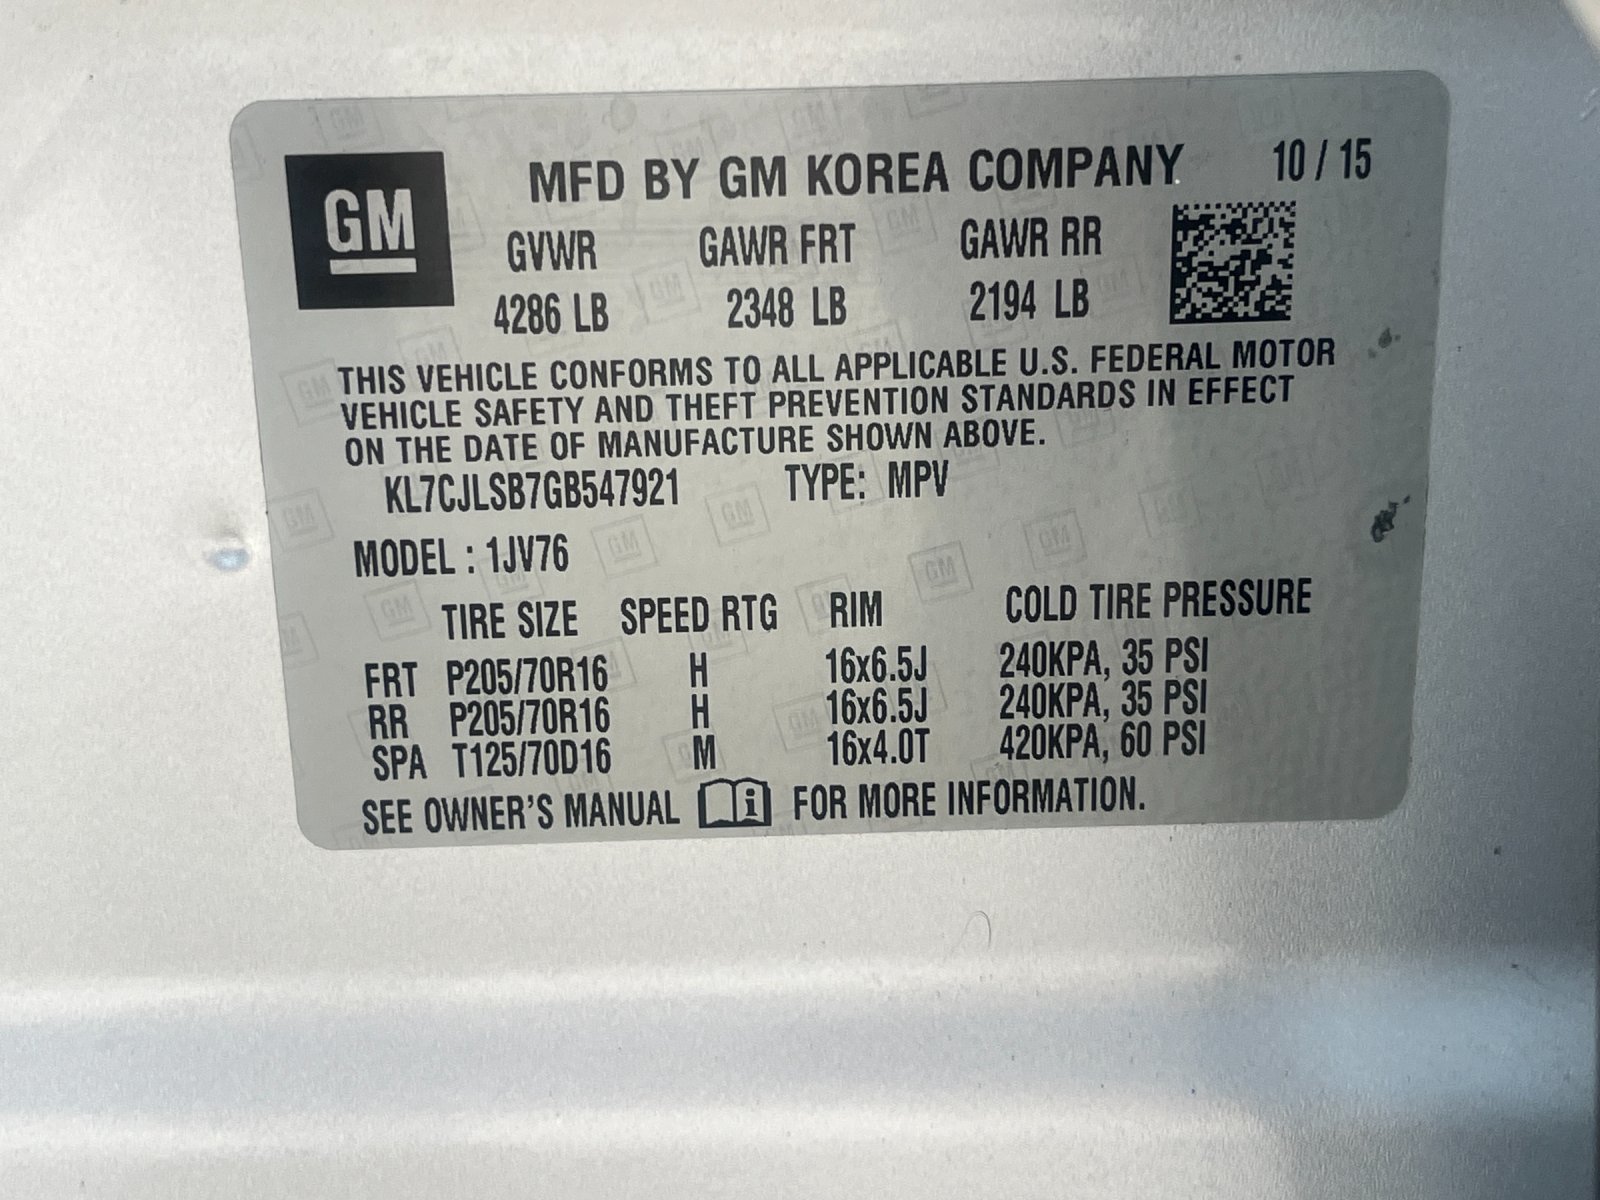 GM
MFD BY GM KOREA COMPANY 10 / 15
GVWR GAWR FRT GAWR RR
4286 LB 2348 LB 2194 LB
THIS VEHICLE CONFORMS TO ALL APPLICABLE U.S. FEDERAL MOTOR
VEHICLE SAFETY AND THEFT PREVENTION STANDARDS IN EFFECT
ON THE DATE OF MANUFACTURE SHOWN ABOVE.
KL7CJLSB7GB547921 TYPE: MPV
MODEL : 1JV76
TIRE SIZE SPEED RTG RIM COLD TIRE PRESSURE
FRT P205/70R16 H 16x6.5J 240KPA, 35 PSI
RR P205/70R16 H 16x6.5J 240KPA, 35 PSI
SPA T125/70D16 M 16x4.0T 420KPA, 60 PSI
SEE OWNER'S MANUAL i FOR MORE INFORMATION.